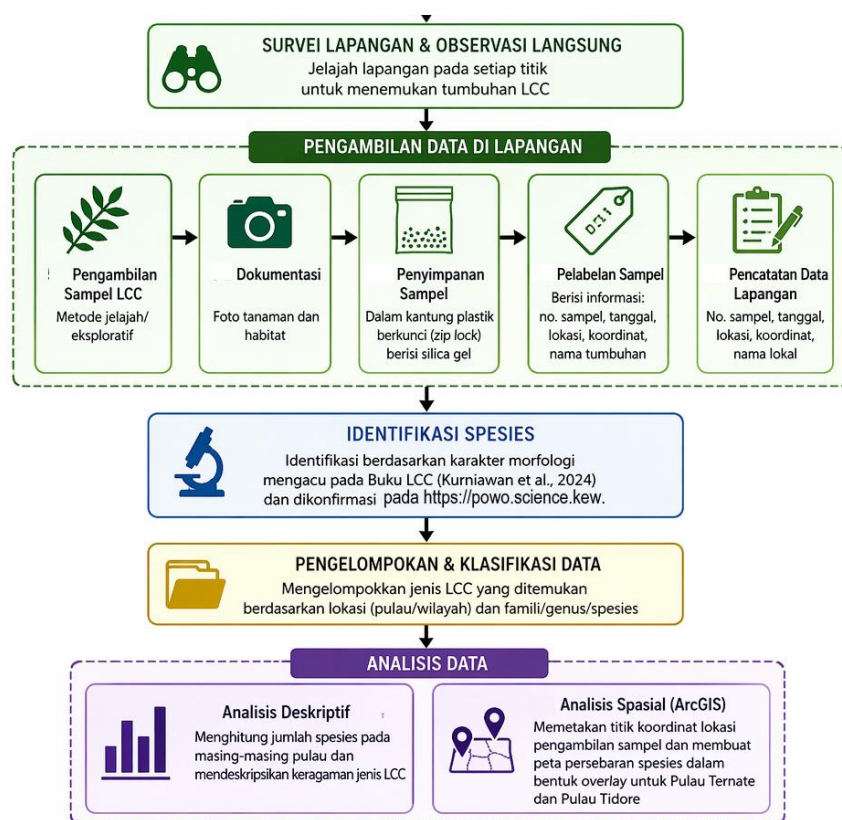 SURVEI LAPANGAN & OBSERVASI LANGSUNG
Jelajah lapangan pada setiap titik
untuk menemukan tumbuhan LCC
PENGAMBILAN DATA DI LAPANGAN
Pengambilan
Sampel LCC
Metode jelajah/
eksploratif
Dokumentasi
Foto tanaman dan
habitat
Penyimpanan
Sampel
Dalam kantung plastik
berkunci (zip lock)
berisi silica gel
Pelabelan Sampel
Berisi informasi:
no. sampel, tanggal,
lokasi, koordinat,
nama tumbuhan
Pencatatan Data
Lapangan
No. sampel, tanggal,
lokasi, koordinat,
nama lokal
IDENTIFIKASI SPESIES
Identifikasi berdasarkan karakter morfologi
mengacu pada Buku LCC (Kurniawan et al., 2024)
dan dikonfirmasi pada https://powo.science.kew.
PENGELOMPOKAN & KLASIFIKASI DATA
Mengelompokkan jenis LCC yang ditemukan
berdasarkan lokasi (pulau/wilayah) dan famili/genus/spesies
ANALISIS DATA
Analisis Deskriptif
Menghitung jumlah spesies pada
masing-masing pulau dan
mendeskripsikan keragaman jenis LCC
Analisis Spasial (ArcGIS)
Memetakan titik koordinat lokasi
pengambilan sampel dan membuat
peta persebaran spesies dalam
bentuk overlay untuk Pulau Ternate
dan Pulau Tidore